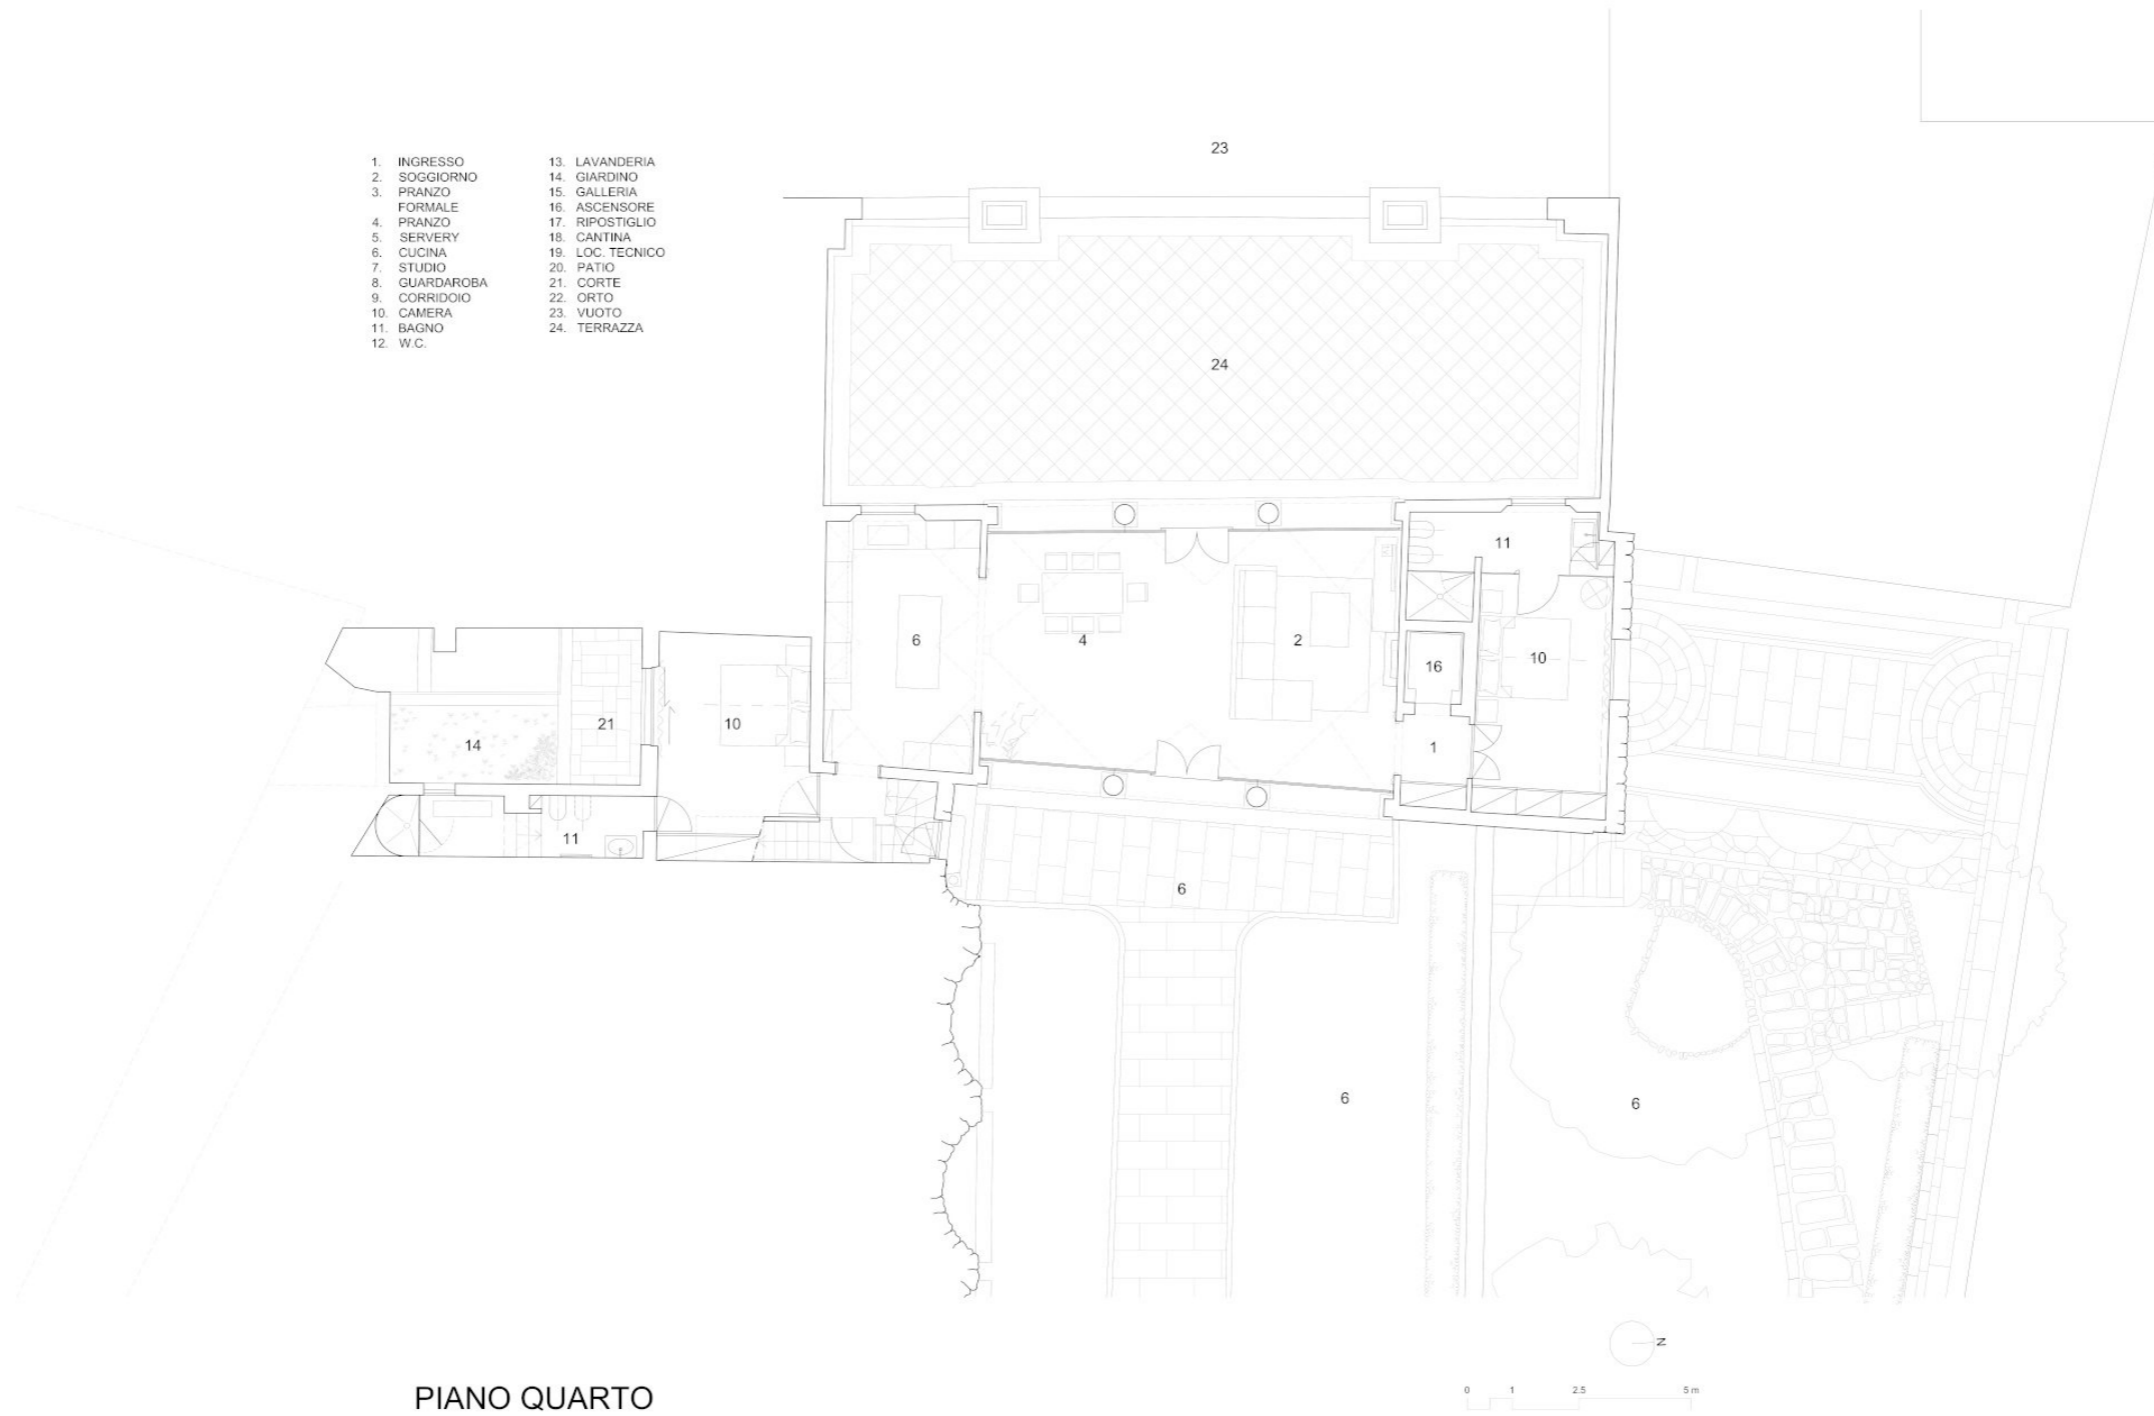 1. INGRESSO
2. SOGGIORNO
3. PRANZO
FORMALE
4. PRANZO
5. SERVERY
6. CUCINA
7. STUDIO
8. GUARDAROBA
9. CORRIDOIO
10. CAMERA
11. BAGNO
12. W.C.
13. LAVANDERIA
14. GIARDINO
15. GALLERIA
16. ASCENSORE
17. RIPOSTIGLIO
18. CANTINA
19. LOC. TECNICO
20. PATIO
21. CORTE
22. ORTO
23. VUOTO
24. TERRAZZA
23
24
11
6
4
2
10
16
21
10
14
1
11
6
6
6
N
0 1 2.5 5 m
PIANO QUARTO